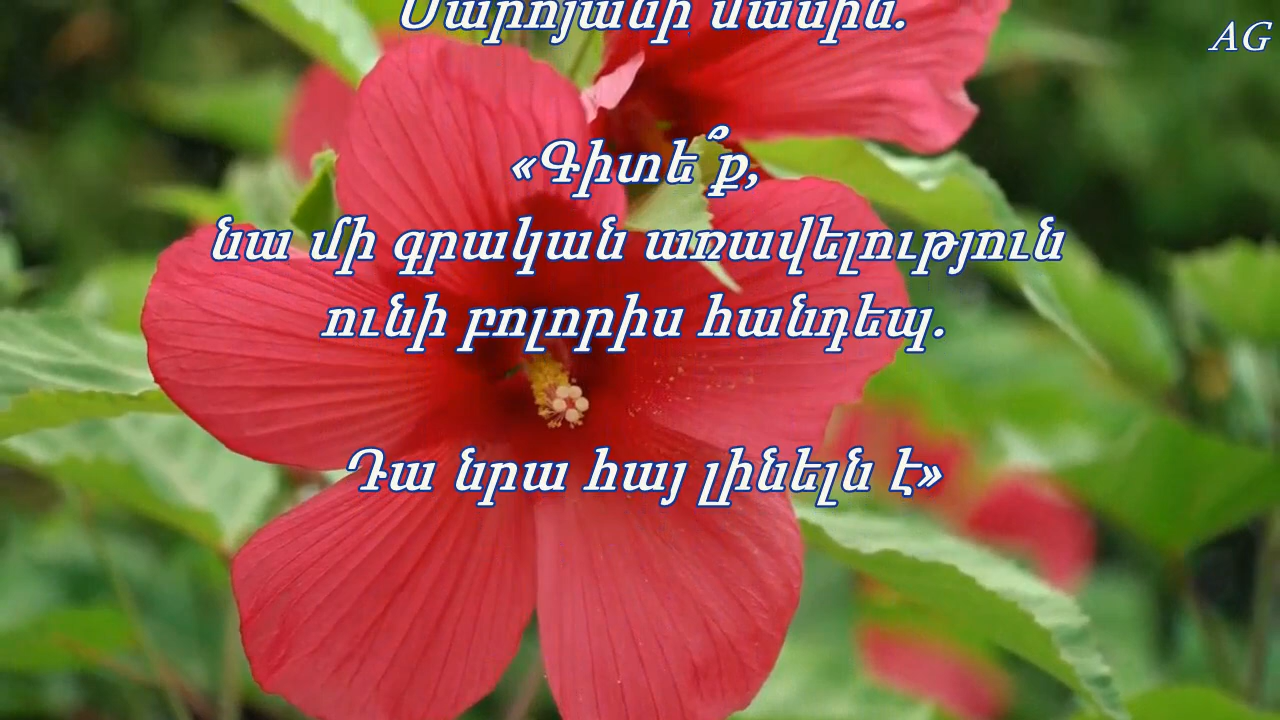 Սարոյանի մասին.
AG
«Գիտե՞ք,
նա մի գրական առավելություն
ունի բոլորիս հանդեպ.
Դա նրա հայ լինելն է»